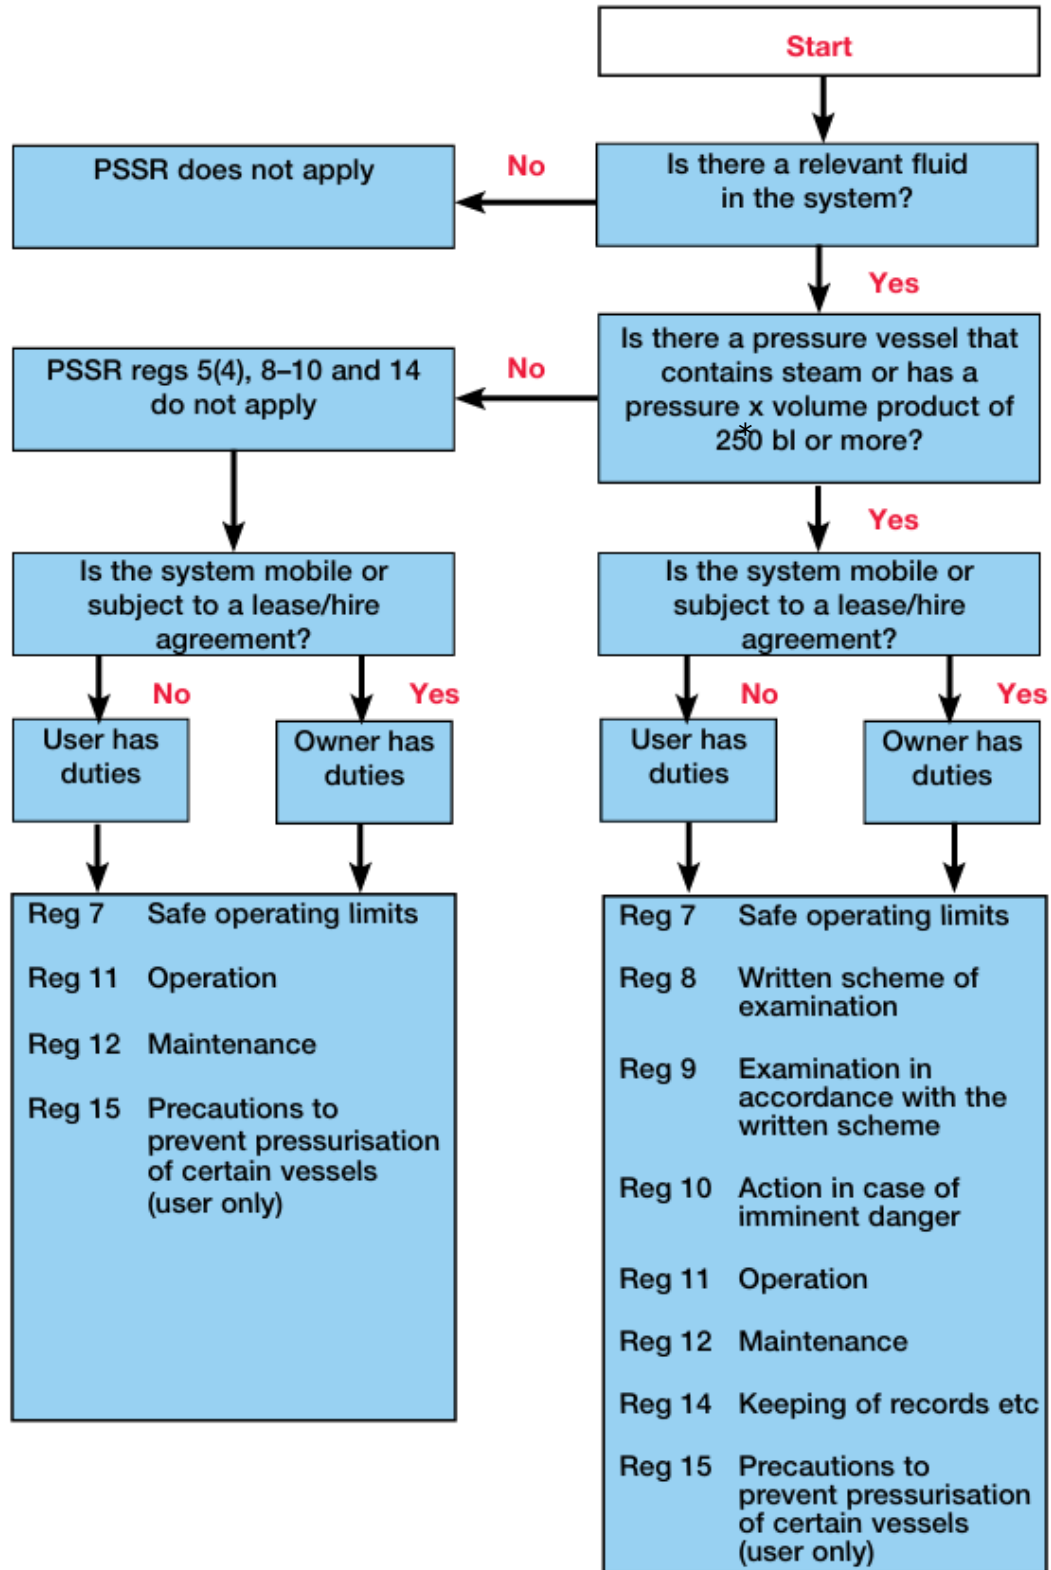 Start
Is there a relevant fluid
in the system?
No
PSSR does not apply
Yes
Is there a pressure vessel that
contains steam or has a
pressure x volume product of
250 bl or more?
*
No
PSSR regs 5(4), 8–10 and 14
do not apply
Yes
Is the system mobile or
subject to a lease/hire
agreement?
No
Yes
User has
duties
Owner has
duties
Reg 7 Safe operating limits
Reg 11 Operation
Reg 12 Maintenance
Reg 15 Precautions to
prevent pressurisation
of certain vessels
(user only)
Is the system mobile or
subject to a lease/hire
agreement?
No
Yes
User has
duties
Owner has
duties
Reg 7 Safe operating limits
Reg 8 Written scheme of
examination
Reg 9 Examination in
accordance with the
written scheme
Reg 10 Action in case of
imminent danger
Reg 11 Operation
Reg 12 Maintenance
Reg 14 Keeping of records etc
Reg 15 Precautions to
prevent pressurisation
of certain vessels
(user only)